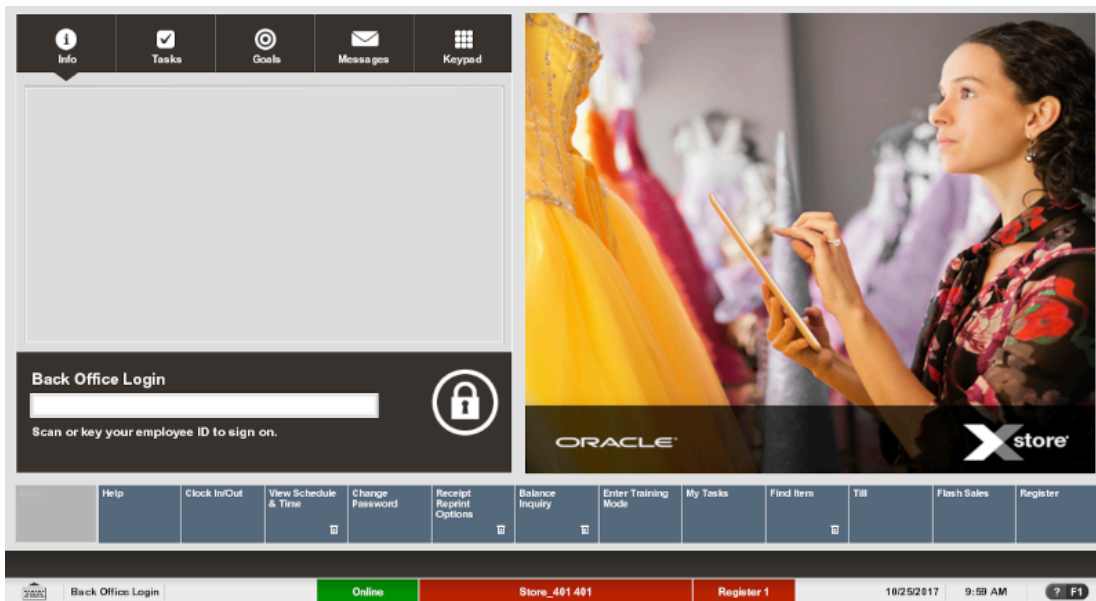 Info
Tasks
Goals
Messages
Keypad
Back Office Login
Scan or key your employee ID to sign on.
ORACLE
X store
Help
Clock In/Out
View Schedule
& Time
Change
Password
Receipt
Reprint
Options
Balance
Inquiry
Enter Training
Mode
My Tasks
Find Item
Till
Flash Sales
Register
Back Office Login
Online
Store_401 401
Register 1
10/25/2017
9:59 AM
? F1